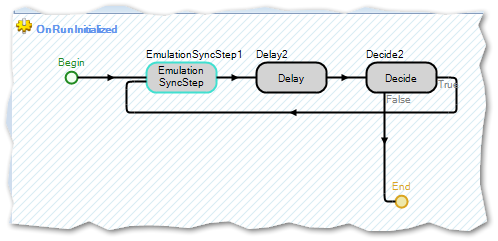 OnRunInitialized
EmulationSyncStep1
Delay2
Decide2
Begin
Emulation
SyncStep
Delay
Decide
True
False
End